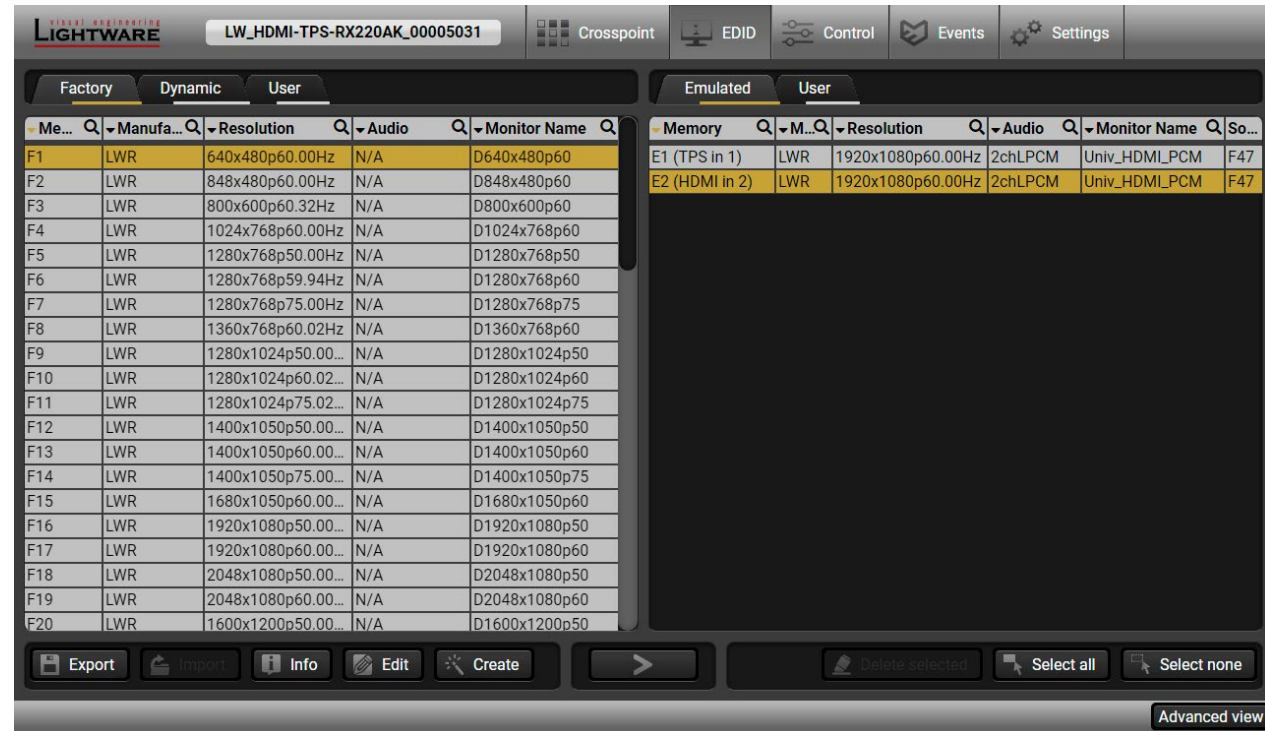 visual engineering
LIGHTWARE
LW_HDMI-TPS-RX220AK_00005031
Crosspoint
EDID
Control
Events
Settings
Factory Dynamic User
Me... Manufa... Resolution Audio Monitor Name
F1 LWR 640x480p60.00Hz N/A D640x480p60
F2 LWR 848x480p60.00Hz N/A D848x480p60
F3 LWR 800x600p60.32Hz N/A D800x600p60
F4 LWR 1024x768p60.00Hz N/A D1024x768p60
F5 LWR 1280x768p50.00Hz N/A D1280x768p50
F6 LWR 1280x768p59.94Hz N/A D1280x768p60
F7 LWR 1280x768p75.00Hz N/A D1280x768p75
F8 LWR 1360x768p60.02Hz N/A D1360x768p60
F9 LWR 1280x1024p50.00... N/A D1280x1024p50
F10 LWR 1280x1024p60.02... N/A D1280x1024p60
F11 LWR 1280x1024p75.02... N/A D1280x1024p75
F12 LWR 1400x1050p50.00... N/A D1400x1050p50
F13 LWR 1400x1050p60.00... N/A D1400x1050p60
F14 LWR 1400x1050p75.00... N/A D1400x1050p75
F15 LWR 1680x1050p60.00... N/A D1680x1050p60
F16 LWR 1920x1080p50.00... N/A D1920x1080p50
F17 LWR 1920x1080p60.00... N/A D1920x1080p60
F18 LWR 2048x1080p50.00... N/A D2048x1080p50
F19 LWR 2048x1080p60.00... N/A D2048x1080p60
F20 LWR 1600x1200p50.00... N/A D1600x1200p50
Emulated User
Memory M... Resolution Audio Monitor Name So...
E1 (TPS in 1) LWR 1920x1080p60.00Hz 2chLPCM Univ_HDMI_PCM F47
E2 (HDMI in 2) LWR 1920x1080p60.00Hz 2chLPCM Univ_HDMI_PCM F47
Export Import Info Edit Create
Delete selected Select all Select none
Advanced view